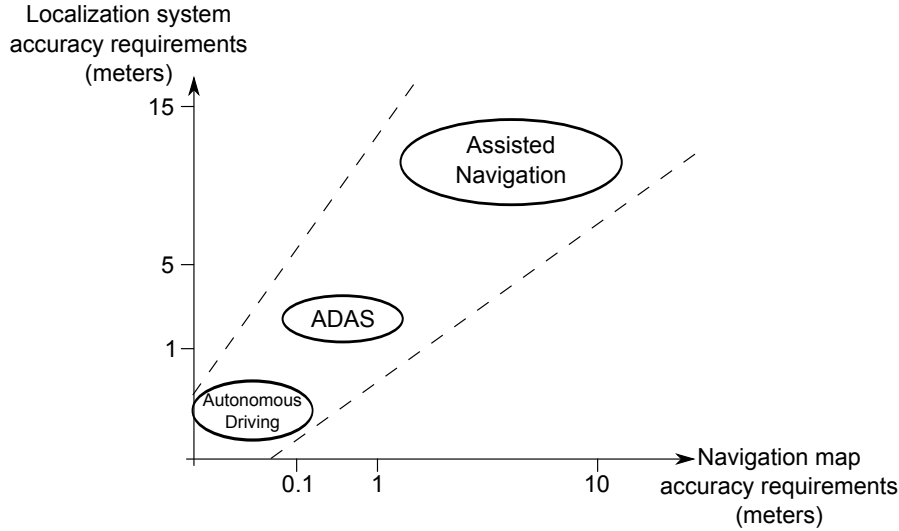 Localization system
accuracy requirements
(meters)
15
Assisted
Navigation
5
ADAS
1
Autonomous
Driving
0.1
1
10
Navigation map
accuracy requirements
(meters)